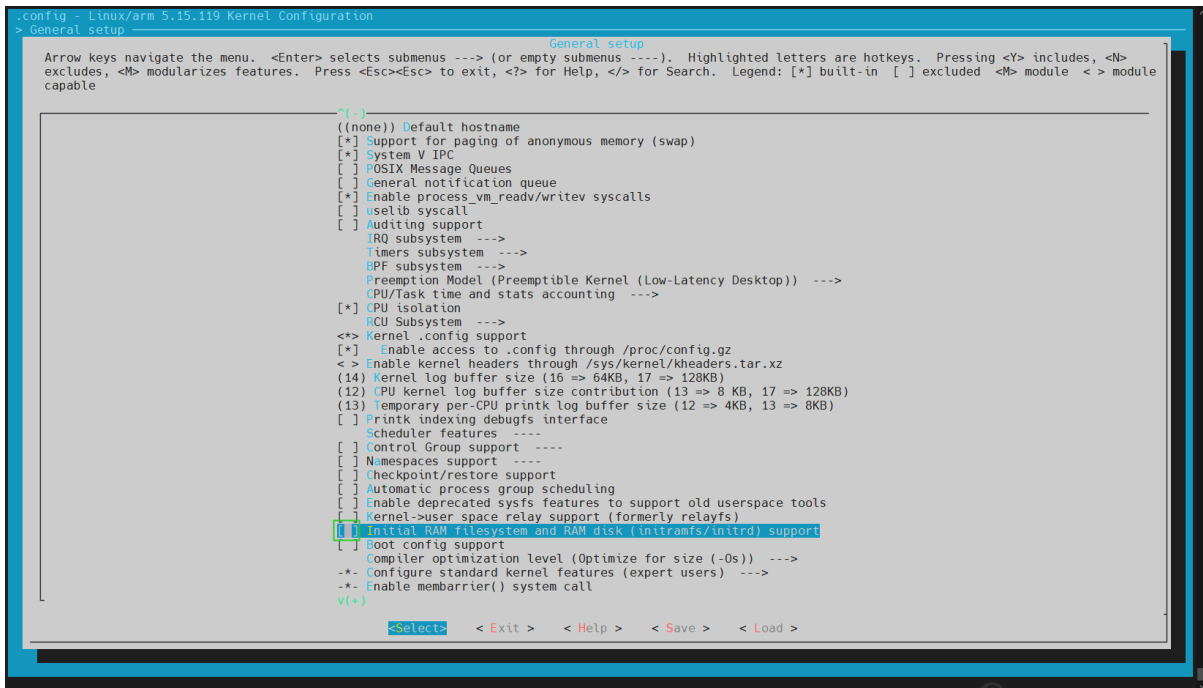 .config - Linux/arm 5.15.119 Kernel Configuration
> General setup
General setup
Arrow keys navigate the menu.  <Enter> selects submenus ---> (or empty submenus ----).  Highlighted letters are hotkeys.  Pressing <Y> includes, <N>
excludes, <M> modularizes features.  Press <Esc><Esc> to exit, <?> for Help, </> for Search.  Legend: [*] built-in  [ ] excluded  <M> module  < > module
capable
^(-)
((none)) Default hostname
[*] Support for paging of anonymous memory (swap)
[*] System V IPC
[ ] POSIX Message Queues
[ ] General notification queue
[*] Enable process_vm_readv/writev syscalls
[ ] uselib syscall
[ ] Auditing support
IRQ subsystem  --->
Timers subsystem  --->
BPF subsystem  --->
Preemption Model (Preemptible Kernel (Low-Latency Desktop))  --->
CPU/Task time and stats accounting  --->
[*] CPU isolation
RCU Subsystem  --->
<*> Kernel .config support
[*]   Enable access to .config through /proc/config.gz
< > Enable kernel headers through /sys/kernel/kheaders.tar.xz
(14) Kernel log buffer size (16 => 64KB, 17 => 128KB)
(12) CPU kernel log buffer size contribution (13 => 8 KB, 17 => 128KB)
(13) Temporary per-CPU printk log buffer size (12 => 4KB, 13 => 8KB)
[ ] Printk indexing debugfs interface
Scheduler features  ----
[ ] Control Group support  ----
[ ] Namespaces support  ----
[ ] Checkpoint/restore support
[ ] Automatic process group scheduling
[ ] Enable deprecated sysfs features to support old userspace tools
[ ] Kernel->user space relay support (formerly relayfs)
[ ] Initial RAM filesystem and RAM disk (initramfs/initrd) support
[ ] Boot config support
Compiler optimization level (Optimize for size (-Os))  --->
-*- Configure standard kernel features (expert users)  --->
-*- Enable membarrier() system call
v(+)
<Select>    < Exit >    < Help >    < Save >    < Load >